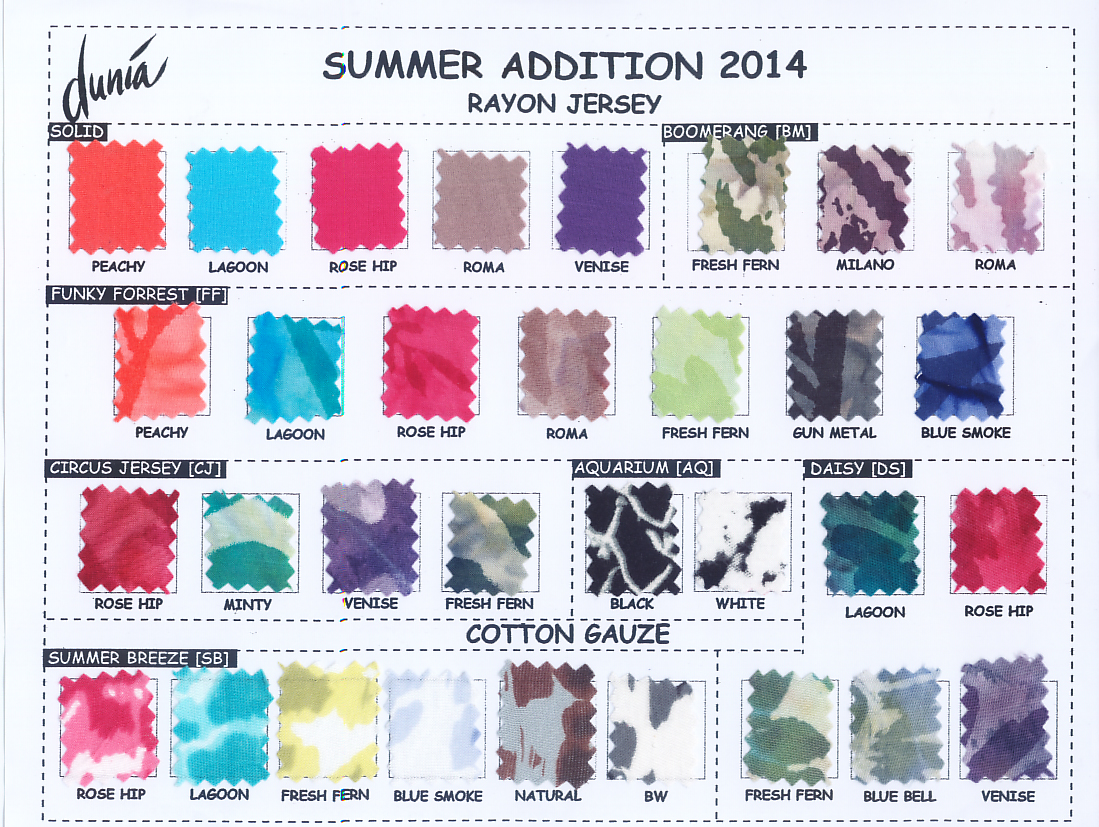 dunia
SUMMER ADDITION 2014
RAYON JERSEY
SOLID
PEACHY LAGOON ROSE HIP ROMA VENISE
BOOMERANG [BM]
FRESH FERN MILANO ROMA
FUNKY FORREST [FF]
PEACHY LAGOON ROSE HIP ROMA FRESH FERN GUN METAL BLUE SMOKE
CIRCUS JERSEY [CJ]
ROSE HIP MINTY VENISE FRESH FERN
AQUARIUM [AQ]
BLACK WHITE
DAISY [DS]
LAGOON ROSE HIP
COTTON GAUZE
SUMMER BREEZE [SB]
ROSE HIP LAGOON FRESH FERN BLUE SMOKE NATURAL BW
FRESH FERN BLUE BELL VENISE